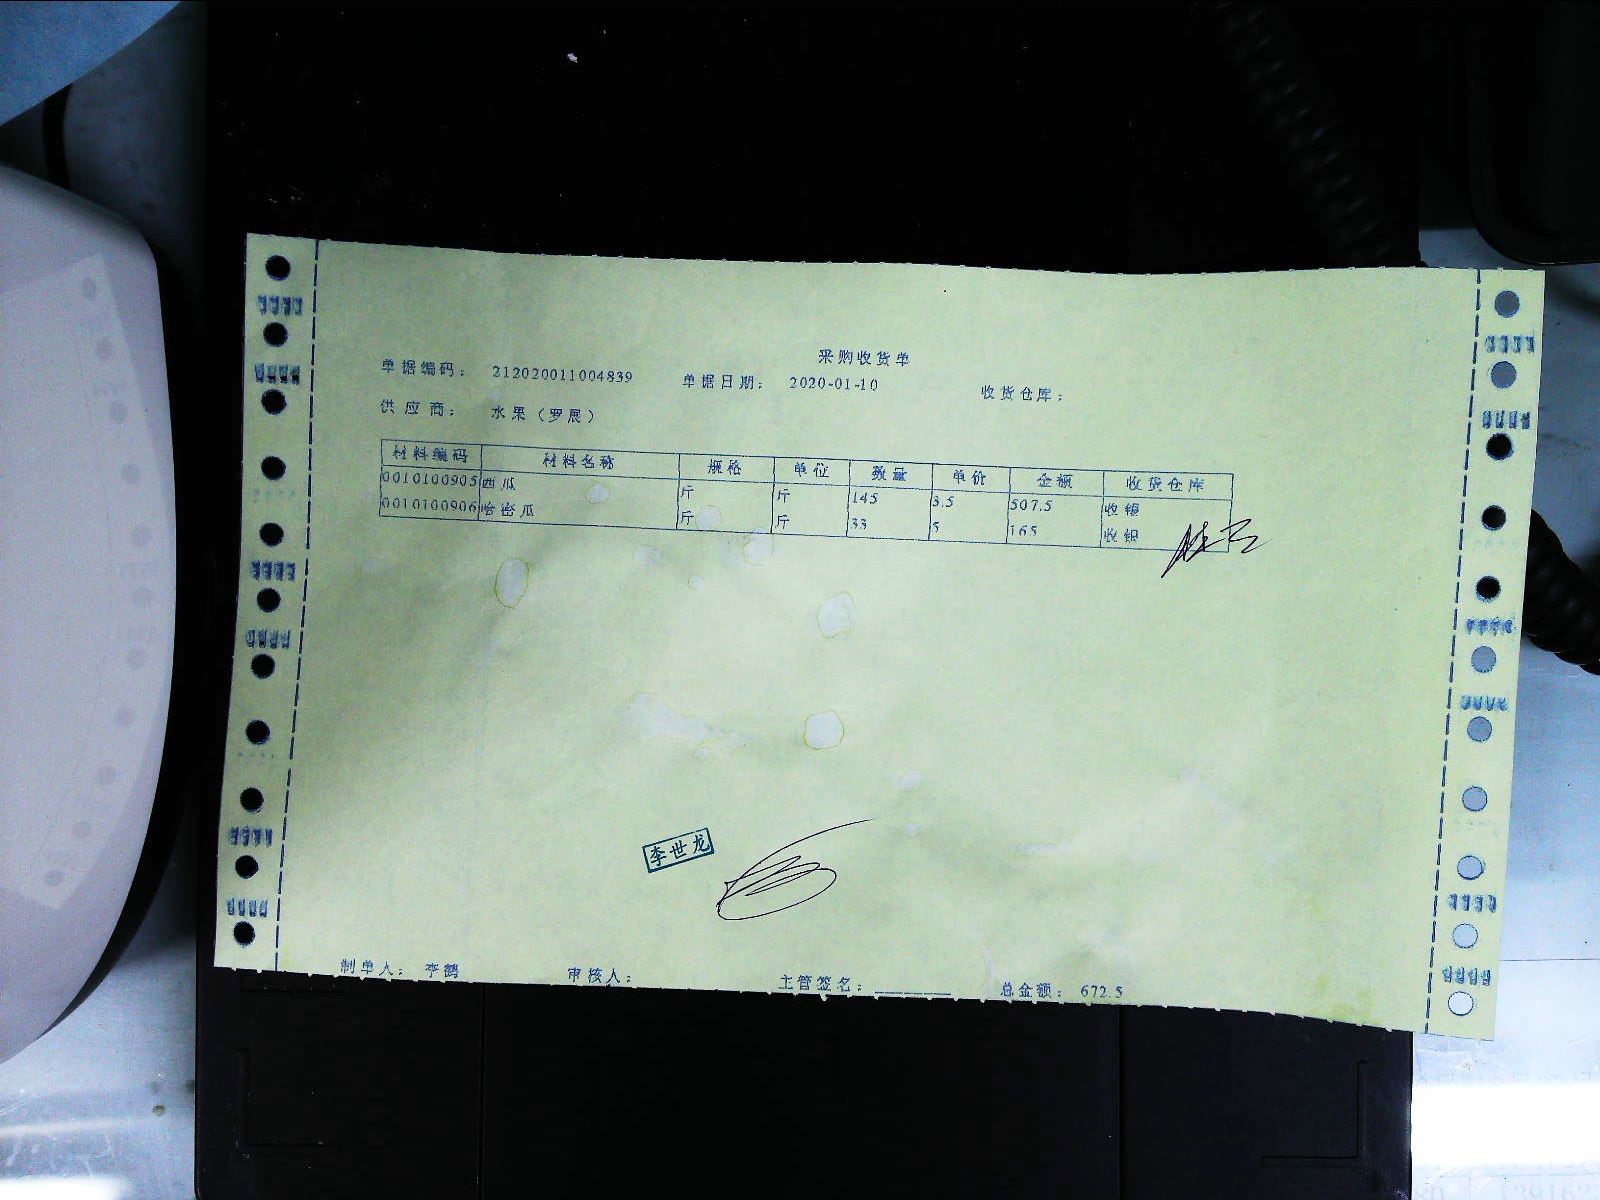 采购收货单
单据编码： 212020011004839 单据日期： 2020-01-10 收货仓库：
供应商： 水果（罗展）
材料编码 材料名称 规格 单位 数量 单价 金额 收货仓库
0010100905 西瓜 斤 斤 145 3.5 507.5 收银
0010100906 哈密瓜 斤 斤 33 5 165 收银
李世龙
制单人： 李鹤 审核人： 主管签名：________ 总金额： 672.5